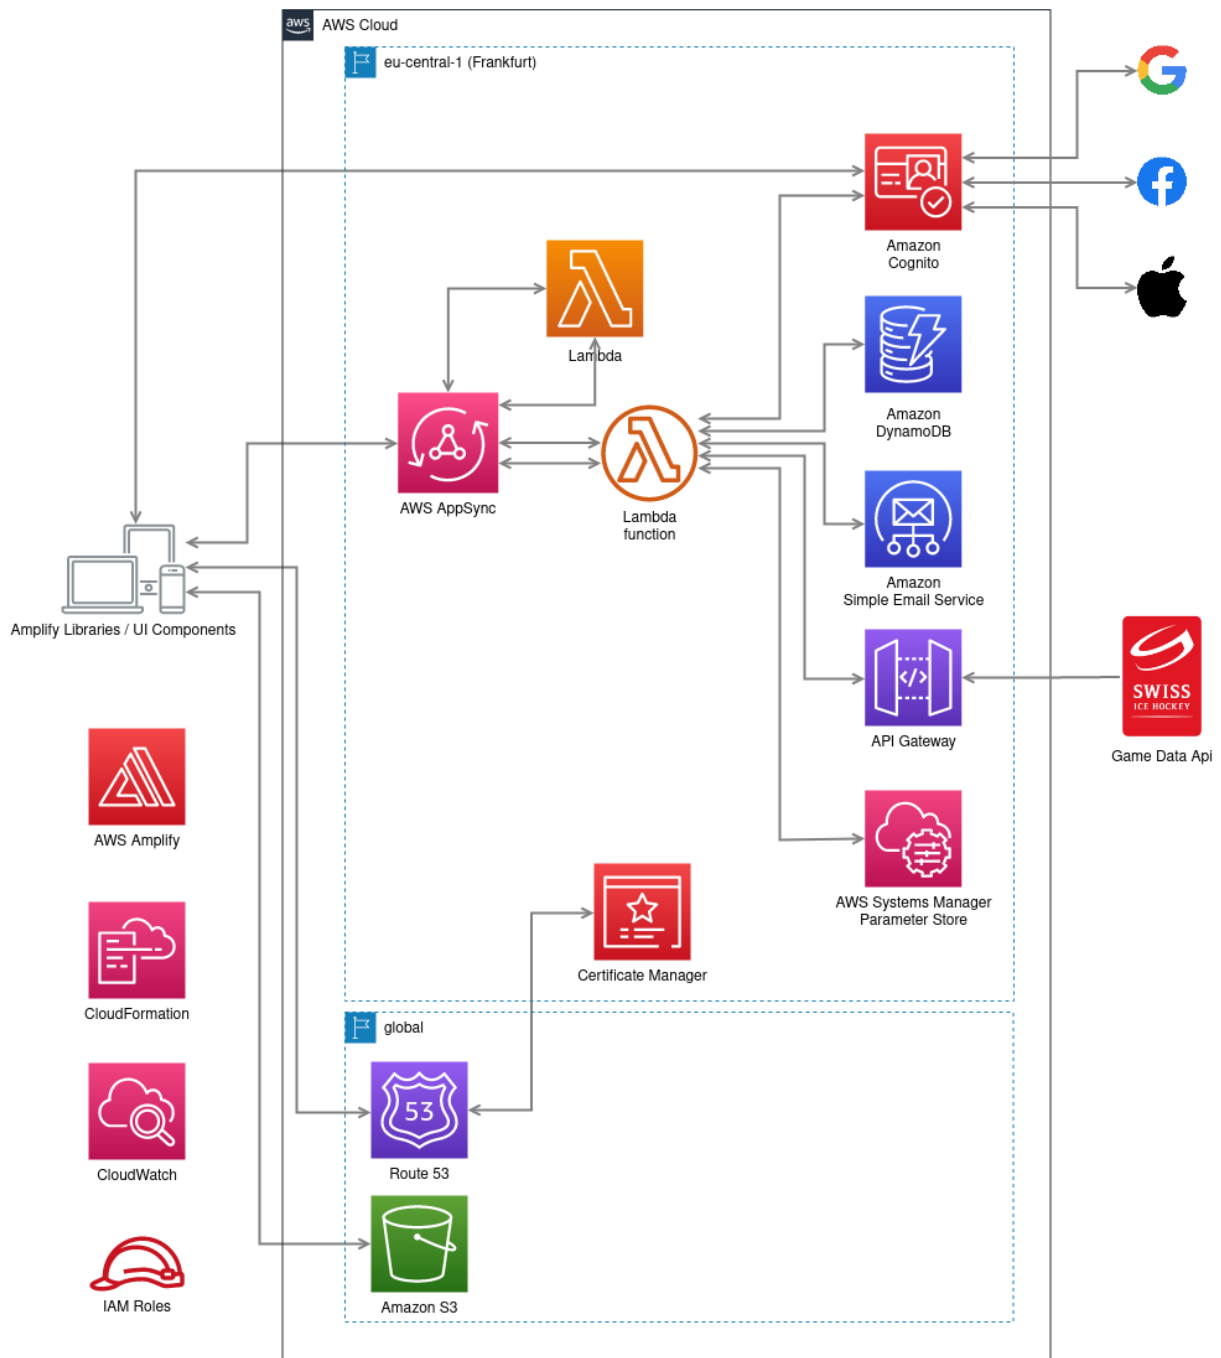 aws
AWS Cloud
eu-central-1 (Frankfurt)
Amazon
Cognito
Lambda
Amazon
DynamoDB
AWS AppSync
Lambda
function
Amazon
Simple Email Service
Amplify Libraries / UI Components
SWISS
ICE HOCKEY
API Gateway
Game Data Api
AWS Amplify
AWS Systems Manager
Parameter Store
Certificate Manager
CloudFormation
global
53
Route 53
CloudWatch
IAM Roles
Amazon S3